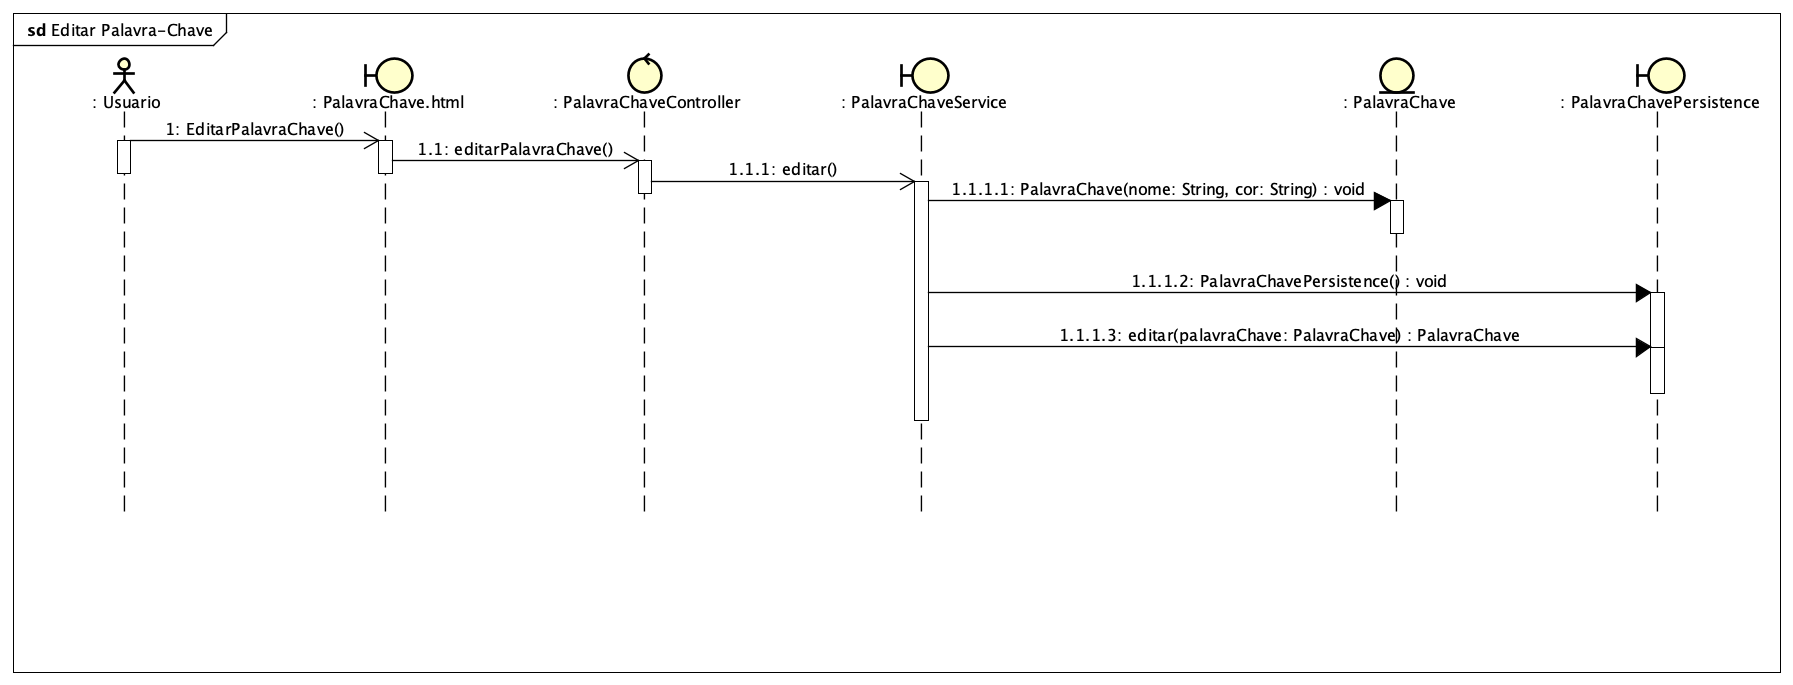 sd Editar Palavra-Chave
: Usuario
: PalavraChave.html
: PalavraChaveController
: PalavraChaveService
: PalavraChave
: PalavraChavePersistence
1: EditarPalavraChave()
1.1: editarPalavraChave()
1.1.1: editar()
1.1.1.1: PalavraChave(nome: String, cor: String) : void
1.1.1.2: PalavraChavePersistence() : void
1.1.1.3: editar(palavraChave: PalavraChave) : PalavraChave